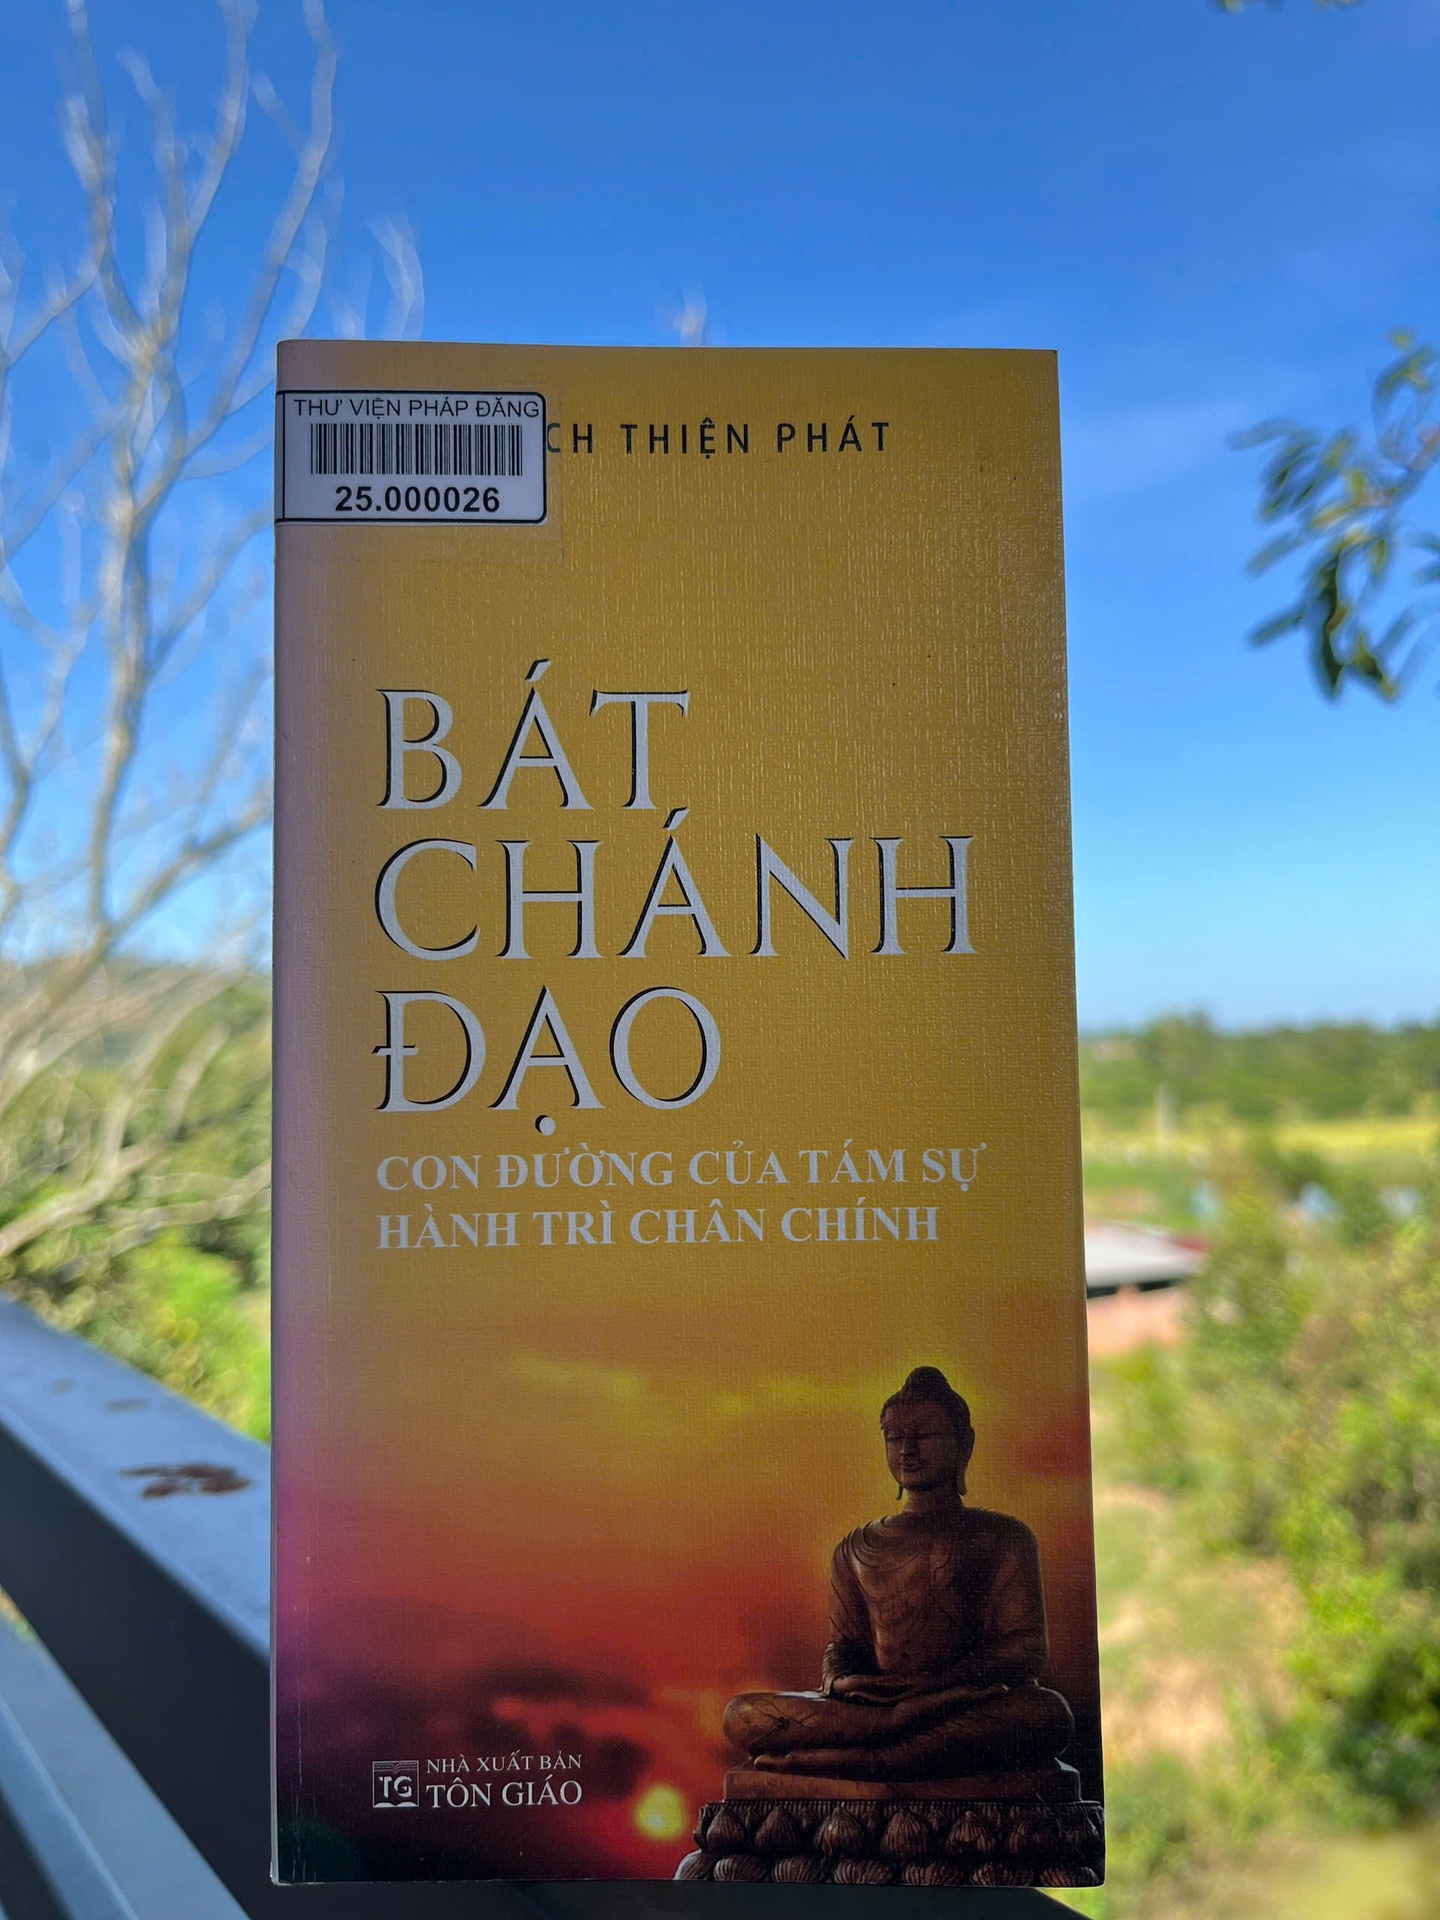 THƯ VIỆN PHÁP ĐĂNG
25.000026
CH THIỆN PHÁT
BÁT
CHÁNH
ĐẠO
CON ĐƯỜNG CỦA TÁM SỰ
HÀNH TRÌ CHÂN CHÍNH
TG
NHÀ XUẤT BẢN
TÔN GIÁO